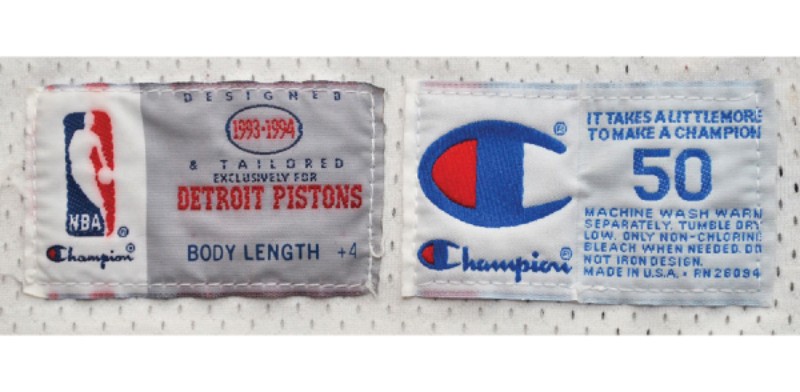 DESIGNED
1993-1994
& TAILORED
EXCLUSIVELY FOR
DETROIT PISTONS
BODY LENGTH +4
NBA ®
Champion ®
®
Champion ®
IT TAKES A LITTLE MORE
TO MAKE A CHAMPION
50
MACHINE WASH WARM
SEPARATELY. TUMBLE DRY
LOW. ONLY NON-CHLORINE
BLEACH WHEN NEEDED. DO
NOT IRON DESIGN.
MADE IN U.S.A. • RN26094